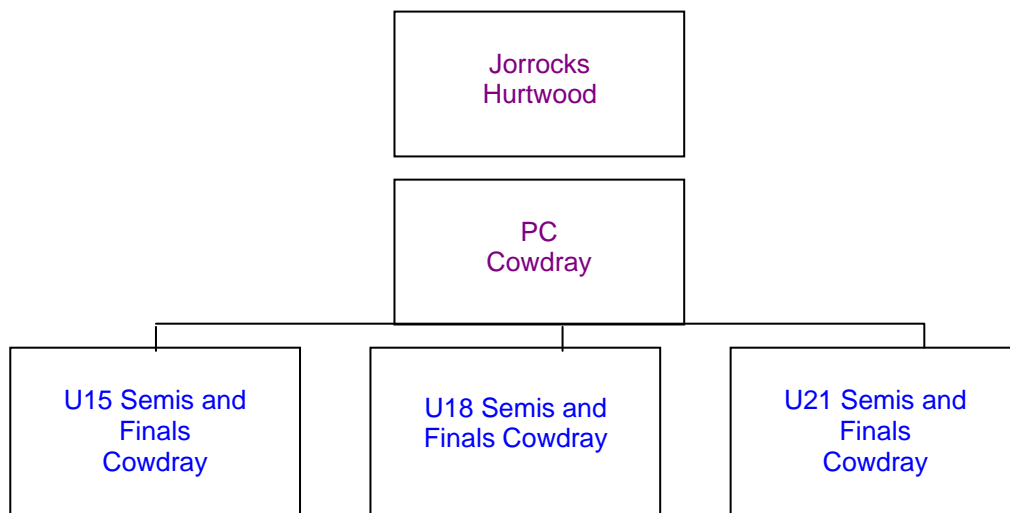 Jorrocks
Hurtwood
PC
Cowdray
U15 Semis and
Finals
Cowdray
U18 Semis and
Finals Cowdray
U21 Semis and
Finals
Cowdray